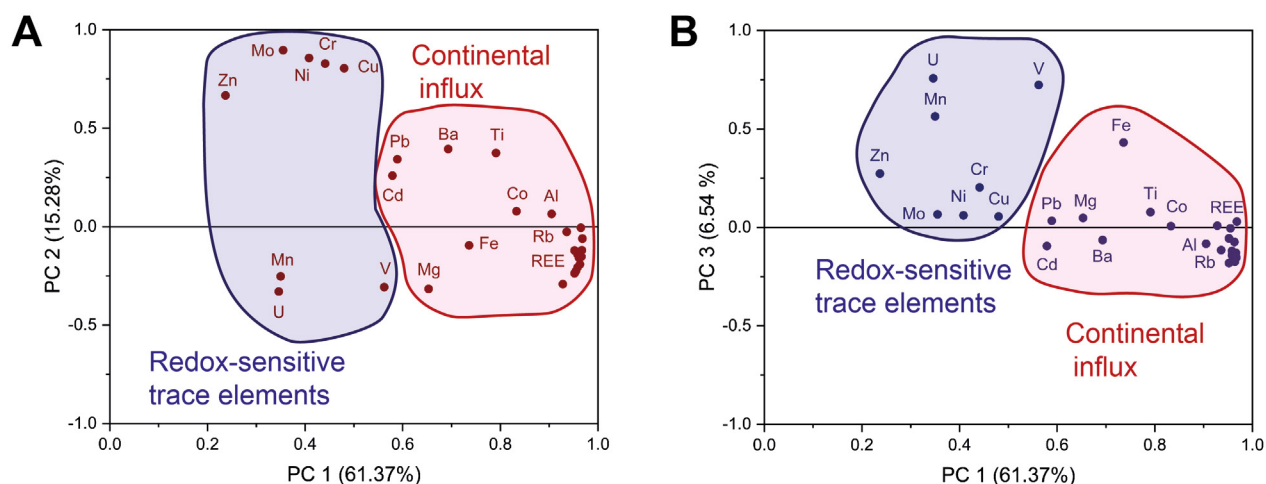 A
1.0
0.5
0.0
-0.5
-1.0
PC 2 (15.28%)
0.0
0.2
0.4
0.6
0.8
1.0
PC 1 (61.37%)
Mo
Cr
Ni
Cu
Zn
Continental
influx
Pb
Ba
Ti
Cd
Co
Al
Rb
Fe
REE
Mn
V
Mg
U
Redox-sensitive
trace elements
B
1.0
0.5
0.0
-0.5
-1.0
PC 3 (6.54 %)
0.0
0.2
0.4
0.6
0.8
1.0
PC 1 (61.37%)
U
V
Mn
Fe
Zn
Cr
Mo
Ni
Cu
Pb
Mg
Ti
Co
REE
Cd
Ba
Al
Rb
Redox-sensitive
trace elements
Continental
influx